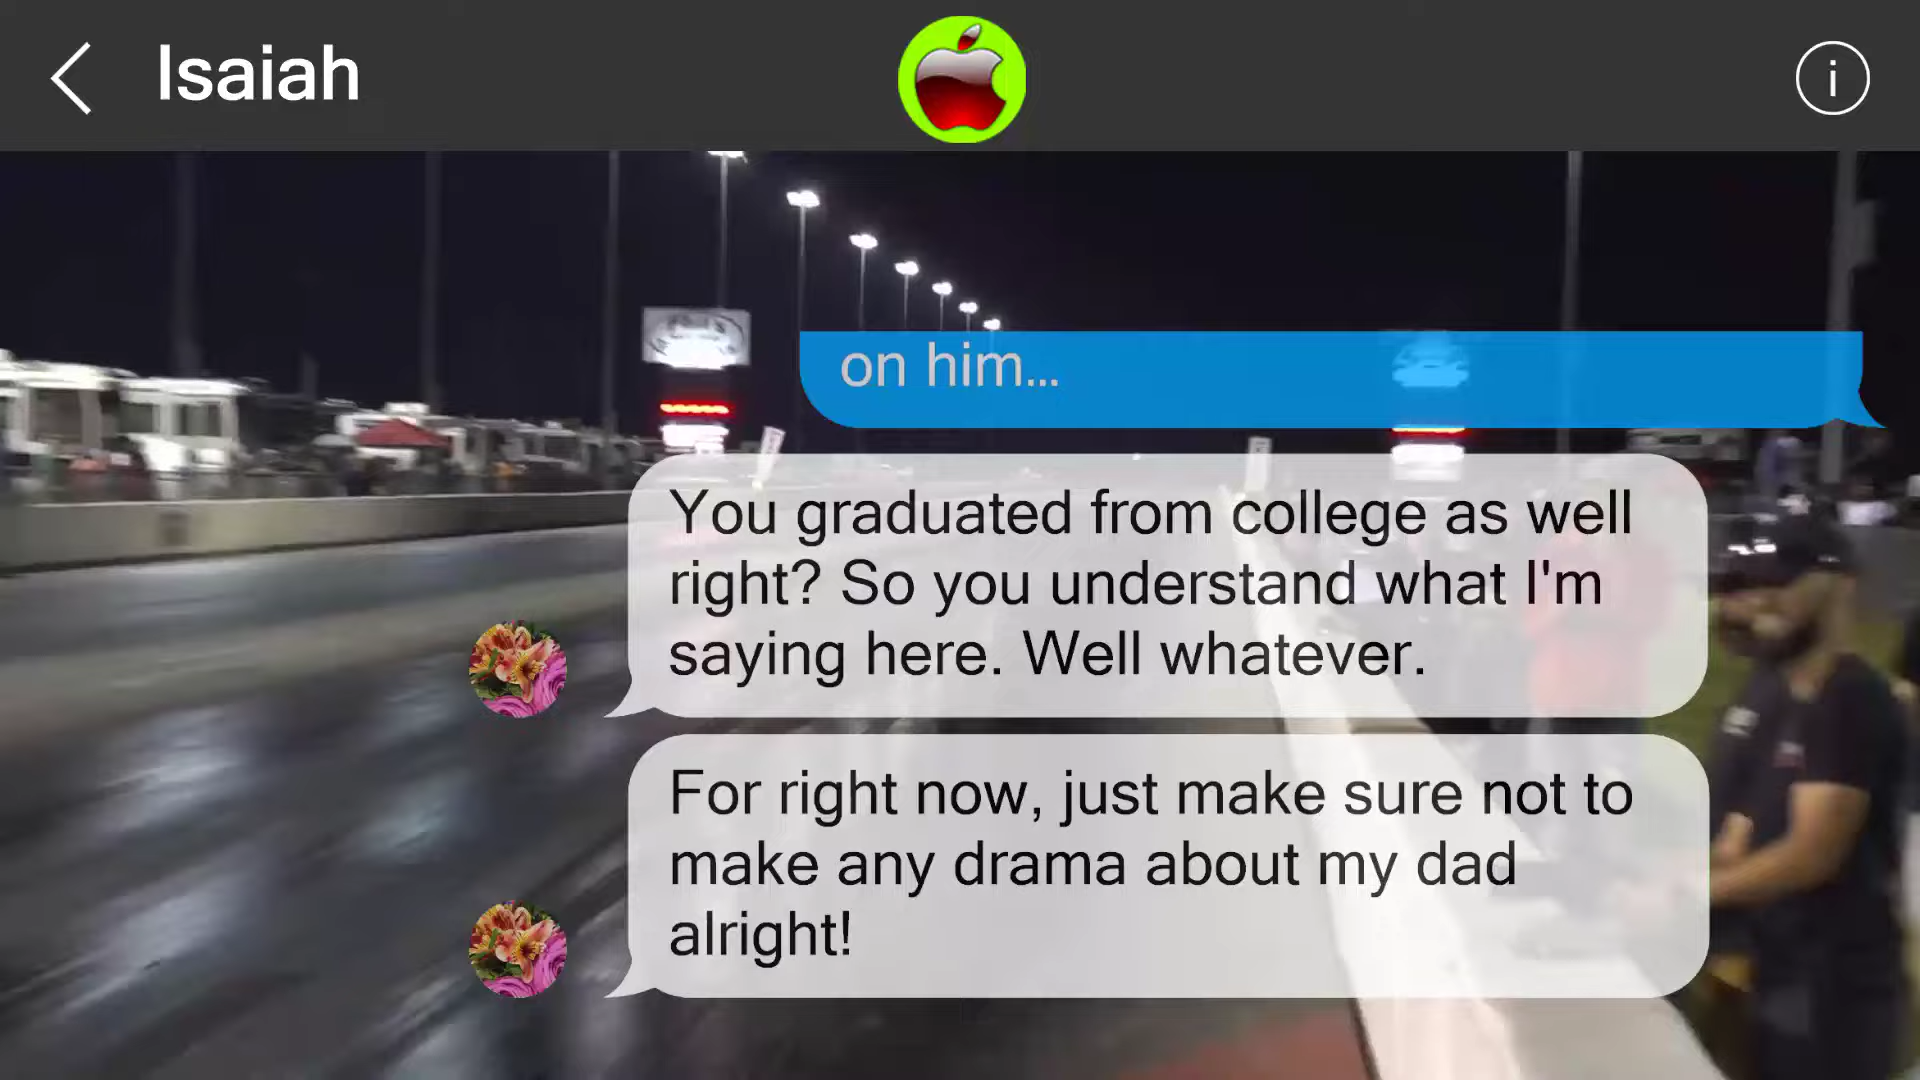 Isaiah
on him...
You graduated from college as well
right? So you understand what I'm
saying here. Well whatever.
For right now, just make sure not to
make any drama about my dad
alright!